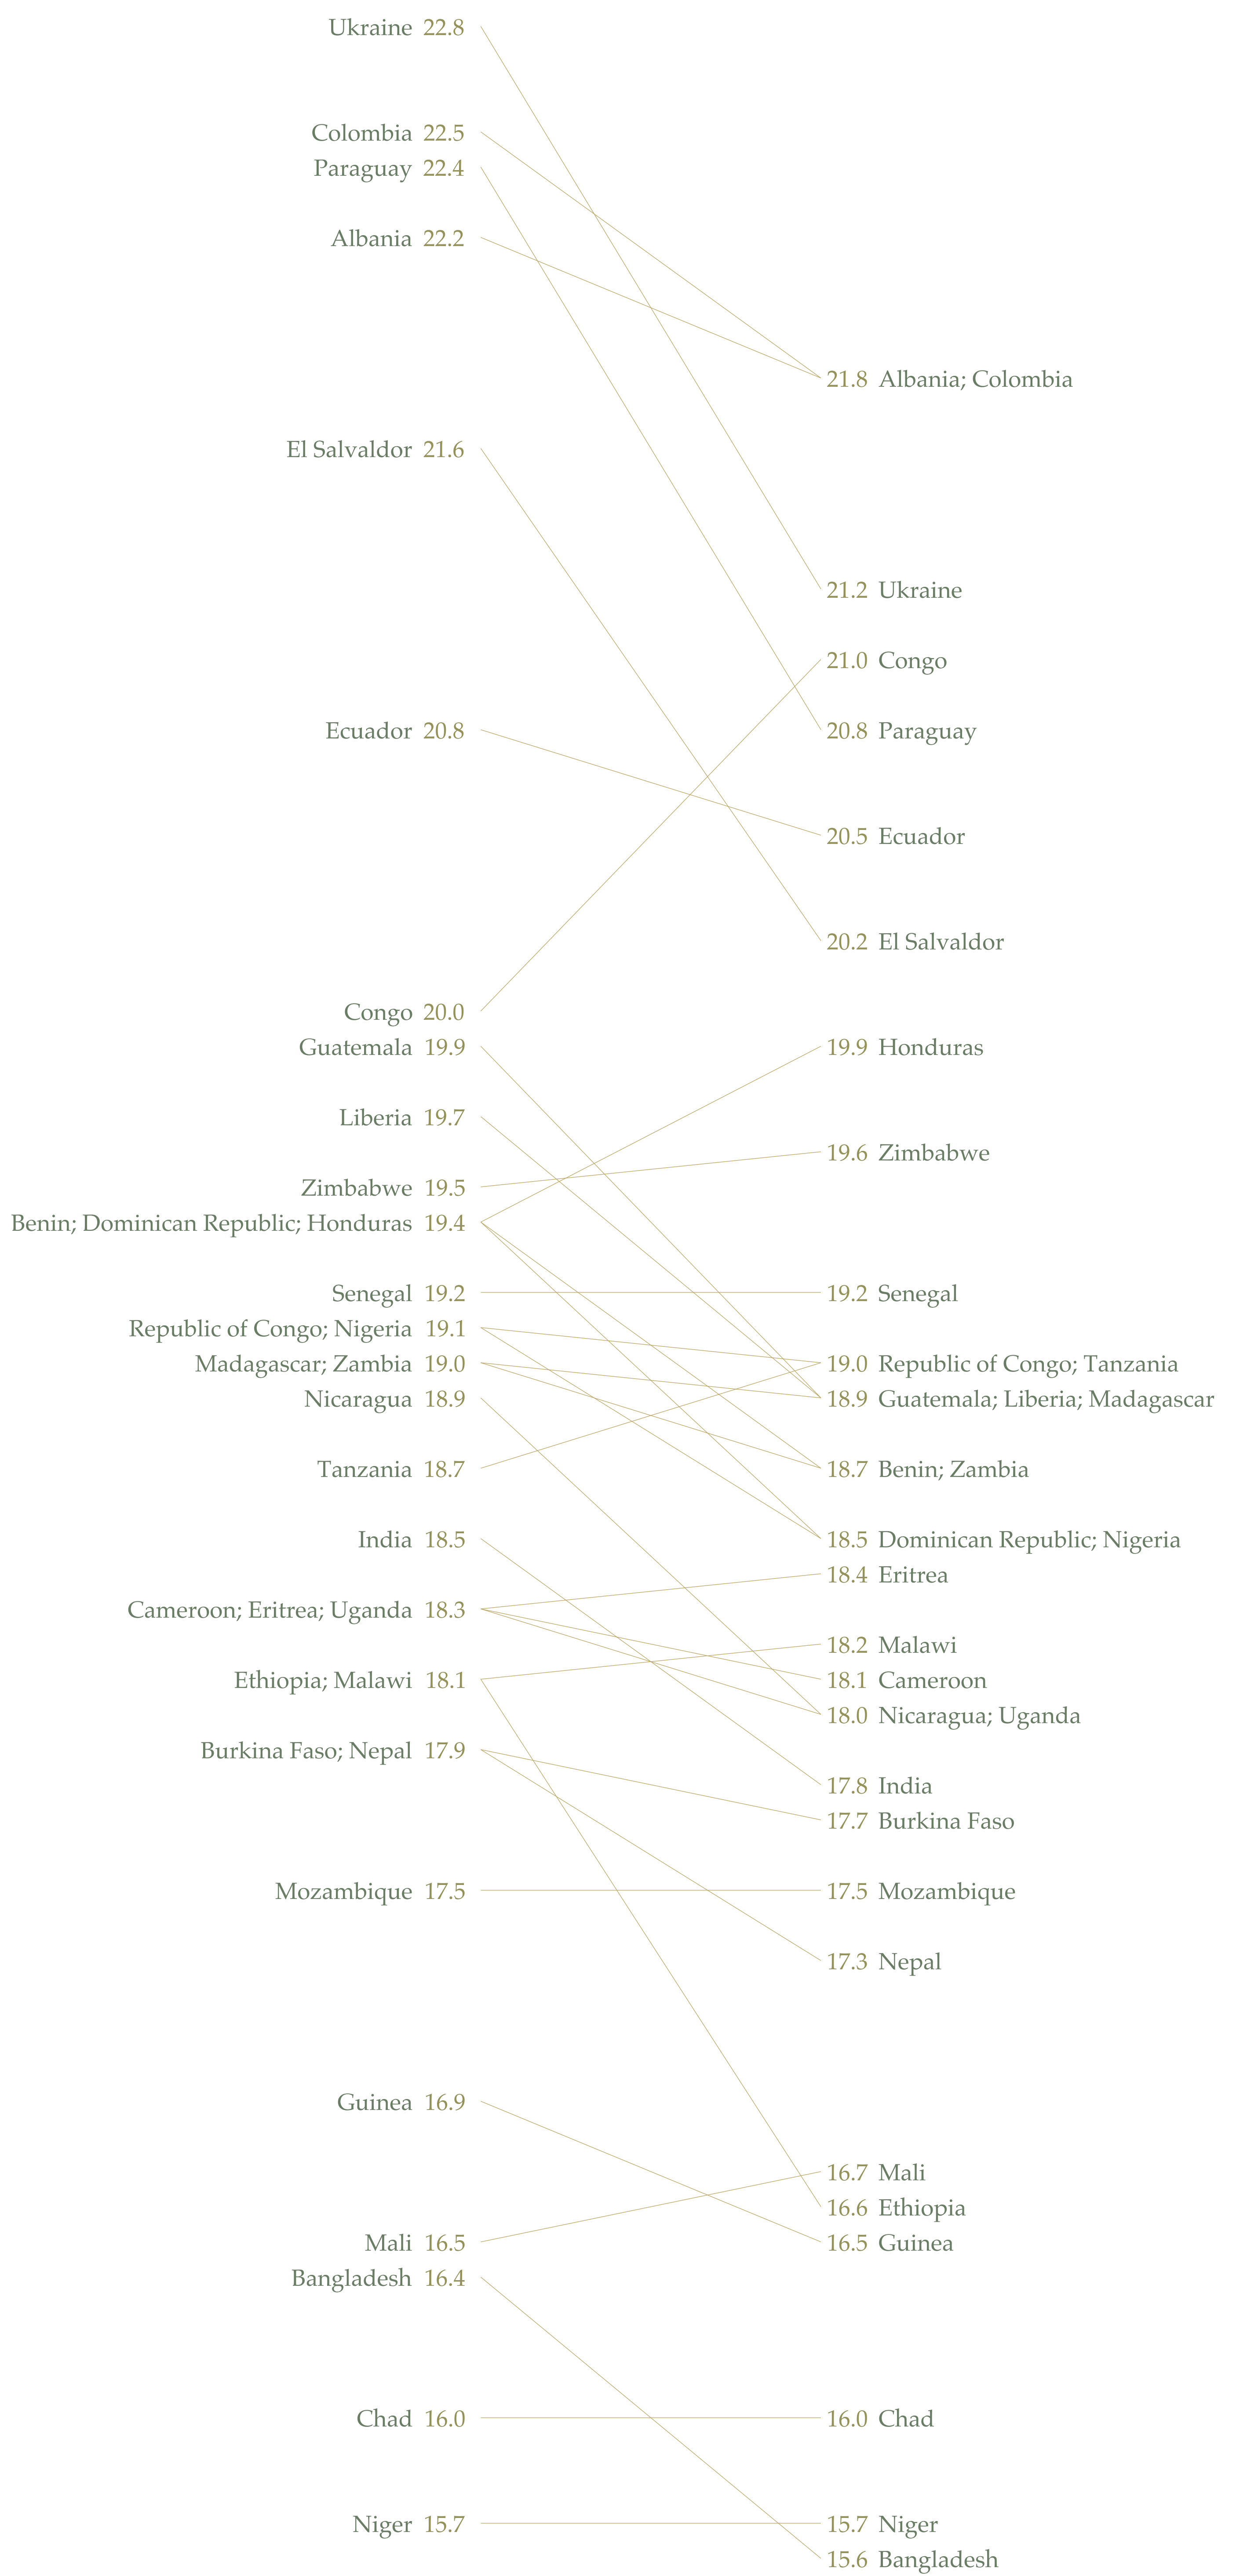 Ukraine 22.8
Colombia 22.5
Paraguay 22.4
Albania 22.2
21.8 Albania; Colombia
El Salvaldor 21.6
21.2 Ukraine
21.0 Congo
Ecuador 20.8 20.8 Paraguay
20.5 Ecuador
20.2 El Salvaldor
Congo 20.0
Guatemala 19.9 19.9 Honduras
Liberia 19.7
19.6 Zimbabwe
Zimbabwe 19.5
Benin; Dominican Republic; Honduras 19.4
Senegal 19.2 19.2 Senegal
Republic of Congo; Nigeria 19.1
Madagascar; Zambia 19.0 19.0 Republic of Congo; Tanzania
Nicaragua 18.9 18.9 Guatemala; Liberia; Madagascar
Tanzania 18.7 18.7 Benin; Zambia
India 18.5 18.5 Dominican Republic; Nigeria
18.4 Eritrea
Cameroon; Eritrea; Uganda 18.3
18.2 Malawi
Ethiopia; Malawi 18.1 18.1 Cameroon
18.0 Nicaragua; Uganda
Burkina Faso; Nepal 17.9
17.8 India
17.7 Burkina Faso
Mozambique 17.5 17.5 Mozambique
17.3 Nepal
Guinea 16.9
16.7 Mali
16.6 Ethiopia
Mali 16.5 16.5 Guinea
Bangladesh 16.4
Chad 16.0 16.0 Chad
Niger 15.7 15.7 Niger
15.6 Bangladesh